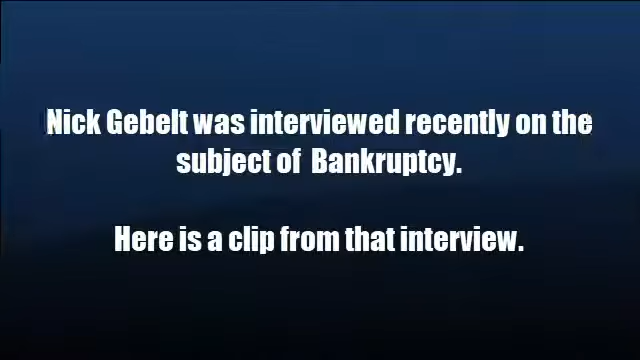 Nick Gebelt was interviewed recently on the
subject of Bankruptcy.
Here is a clip from that interview.